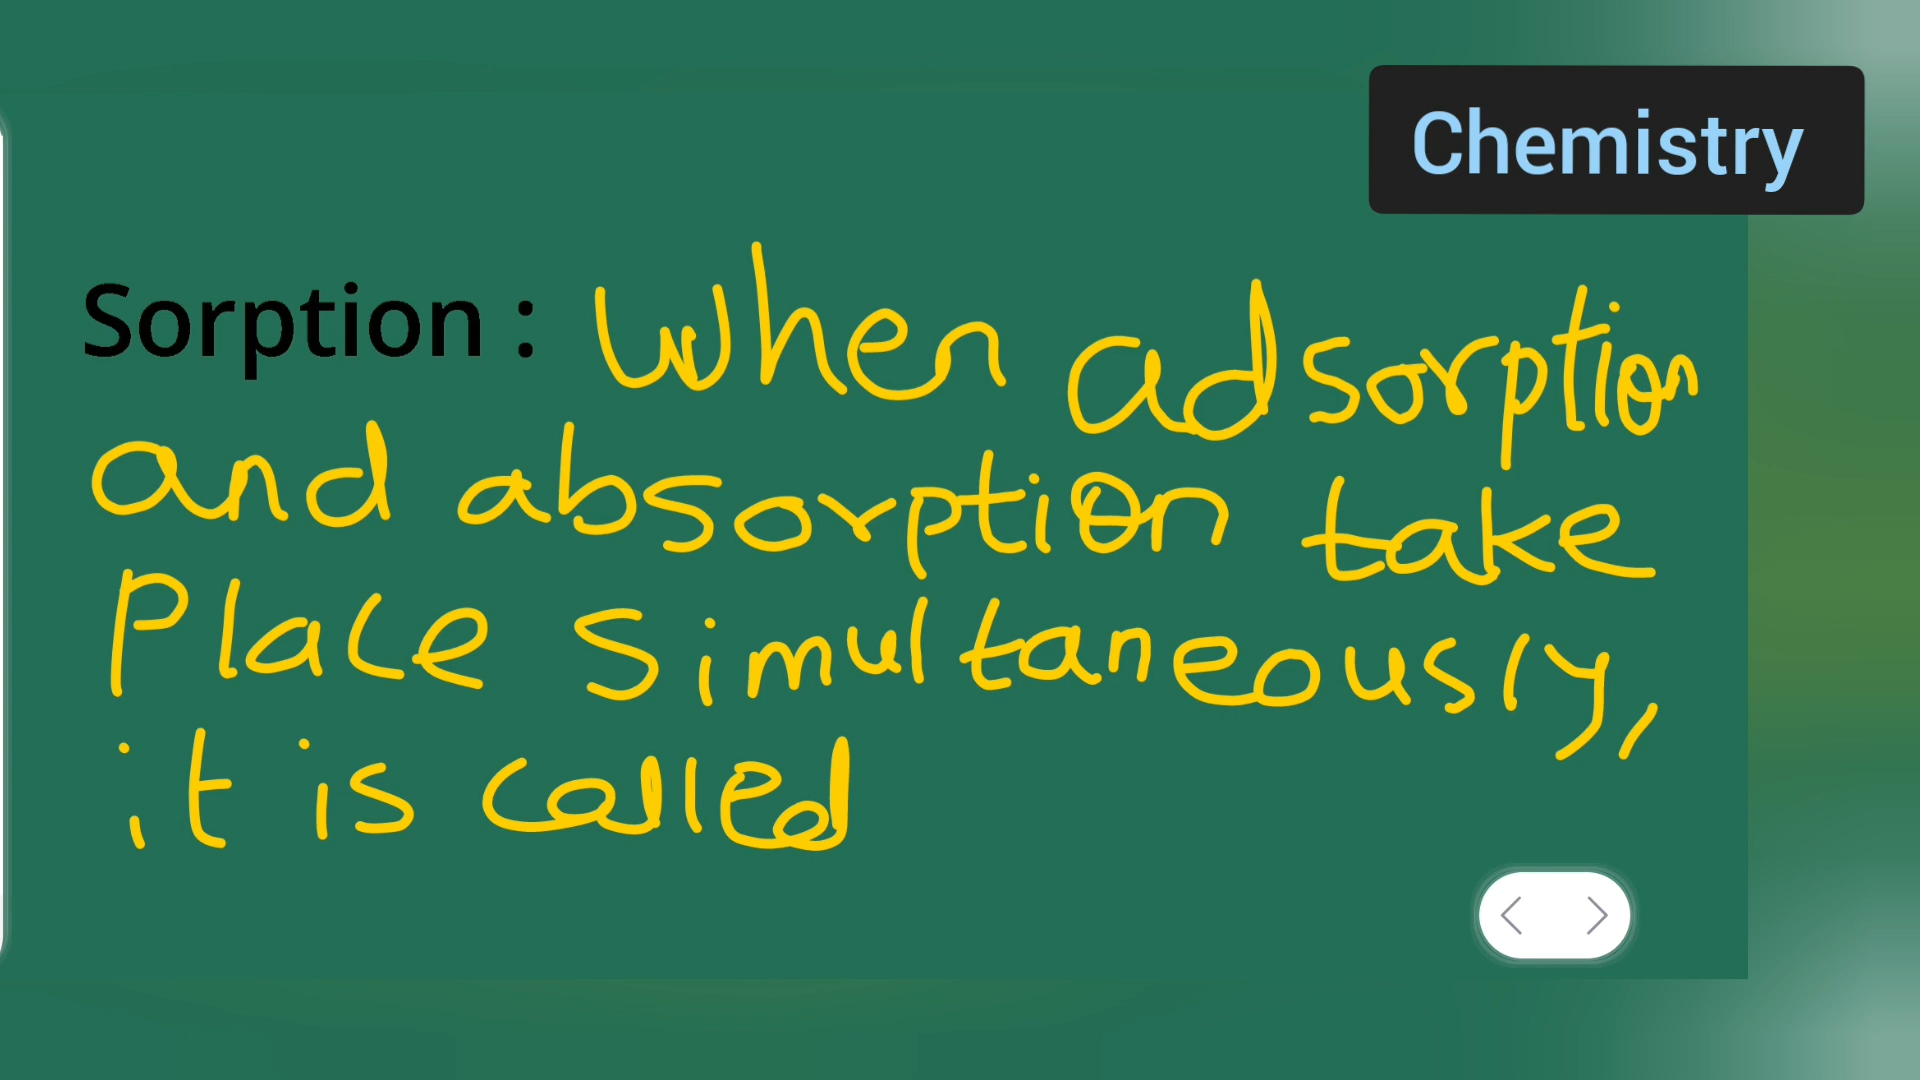 Chemistry
Sorption : When adsorption
and absorption take
Place simultaneously,
it is called